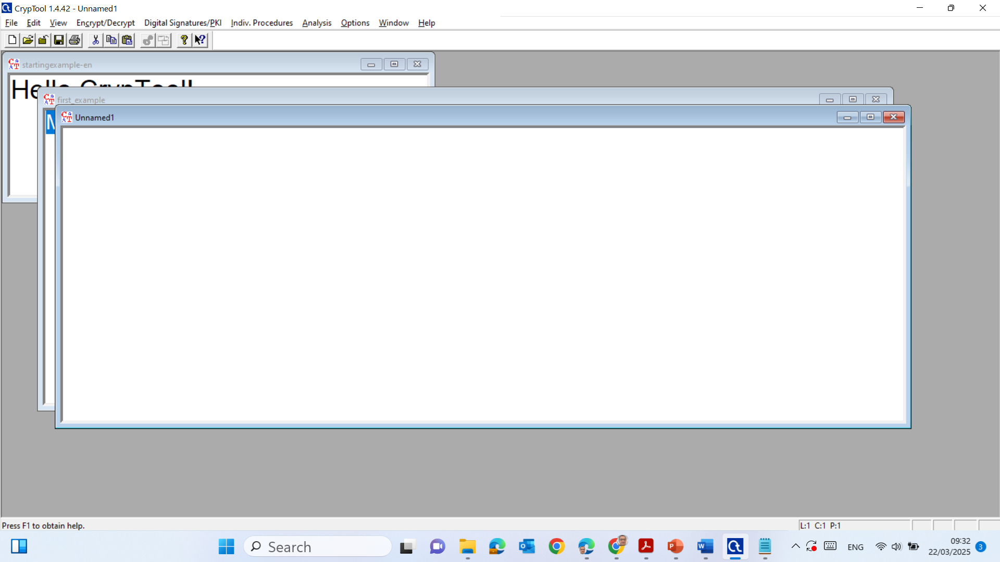 CrypTool 1.4.42 - Unnamed1
File Edit View Encrypt/Decrypt Digital Signatures/PKI Indiv. Procedures Analysis Options Window Help
startingexample-en
Hello CrypTool!
first_example
N
Unnamed1
Press F1 to obtain help.
L:1 C:1 P:1
Search
ENG
09:32
22/03/2025
3